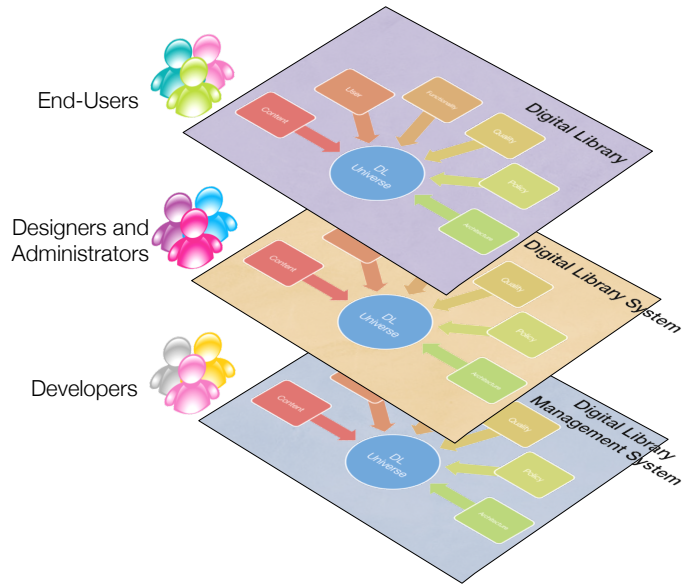 End-Users
Content
User
Functionality
Quality
Policy
Architecture
DL
Universe
Digital Library
Designers and
Administrators
Content
Quality
Policy
Architecture
DL
Universe
Digital Library System
Developers
Content
Quality
Policy
Architecture
DL
Universe
Digital Library
Management System